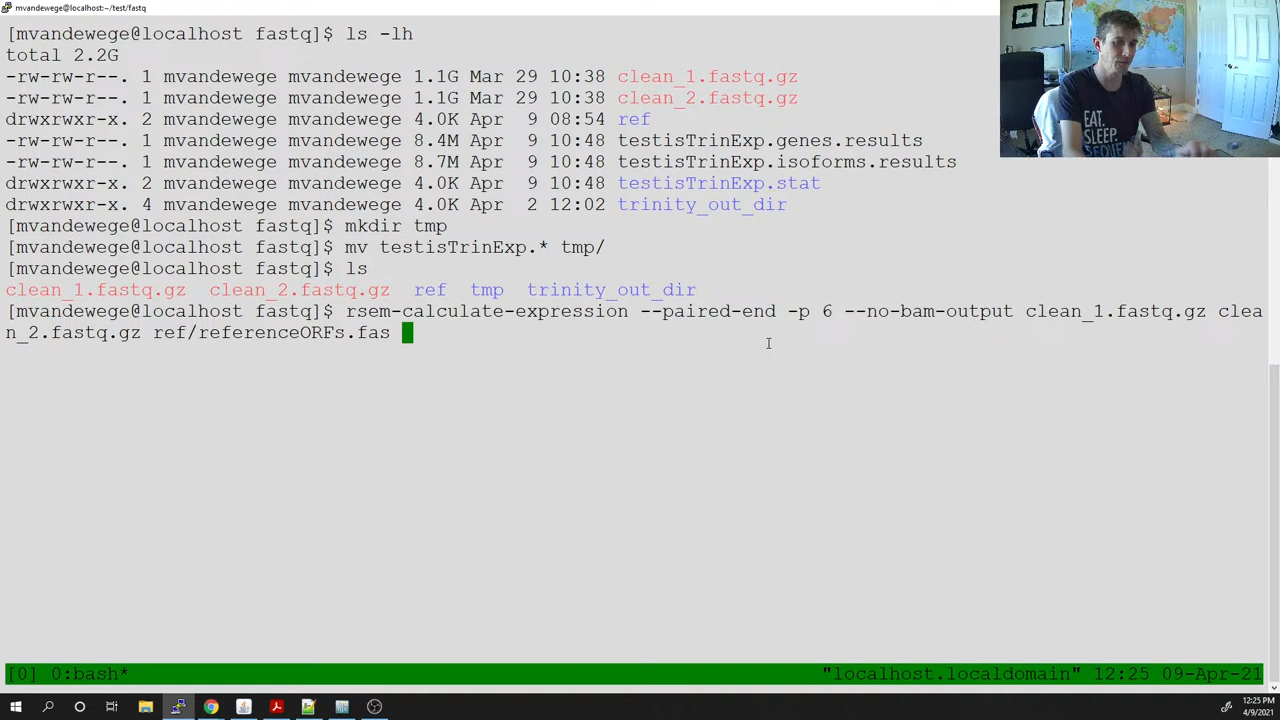 mvandewege@localhost:~/test/fastq
[mvandewege@localhost fastq]$ ls -lh
total 2.2G
-rw-rw-r--. 1 mvandewege mvandewege 1.1G Mar 29 10:38 clean_1.fastq.gz
-rw-rw-r--. 1 mvandewege mvandewege 1.1G Mar 29 10:38 clean_2.fastq.gz
drwxrwxr-x. 2 mvandewege mvandewege 4.0K Apr  9 08:54 ref
-rw-rw-r--. 1 mvandewege mvandewege 8.4M Apr  9 10:48 testisTrinExp.genes.results
-rw-rw-r--. 1 mvandewege mvandewege 8.7M Apr  9 10:48 testisTrinExp.isoforms.results
drwxrwxr-x. 2 mvandewege mvandewege 4.0K Apr  9 10:48 testisTrinExp.stat
drwxrwxr-x. 4 mvandewege mvandewege 4.0K Apr  2 12:02 trinity_out_dir
[mvandewege@localhost fastq]$ mkdir tmp
[mvandewege@localhost fastq]$ mv testisTrinExp.* tmp/
[mvandewege@localhost fastq]$ ls
clean_1.fastq.gz  clean_2.fastq.gz  ref  tmp  trinity_out_dir
[mvandewege@localhost fastq]$ rsem-calculate-expression --paired-end -p 6 --no-bam-output clean_1.fastq.gz clea
n_2.fastq.gz ref/referenceORFs.fas
EAT.
SLEEP.
SEQUENCE
[0] 0:bash* "localhost.localdomain" 12:25 09-Apr-21
12:25 PM
4/9/2021